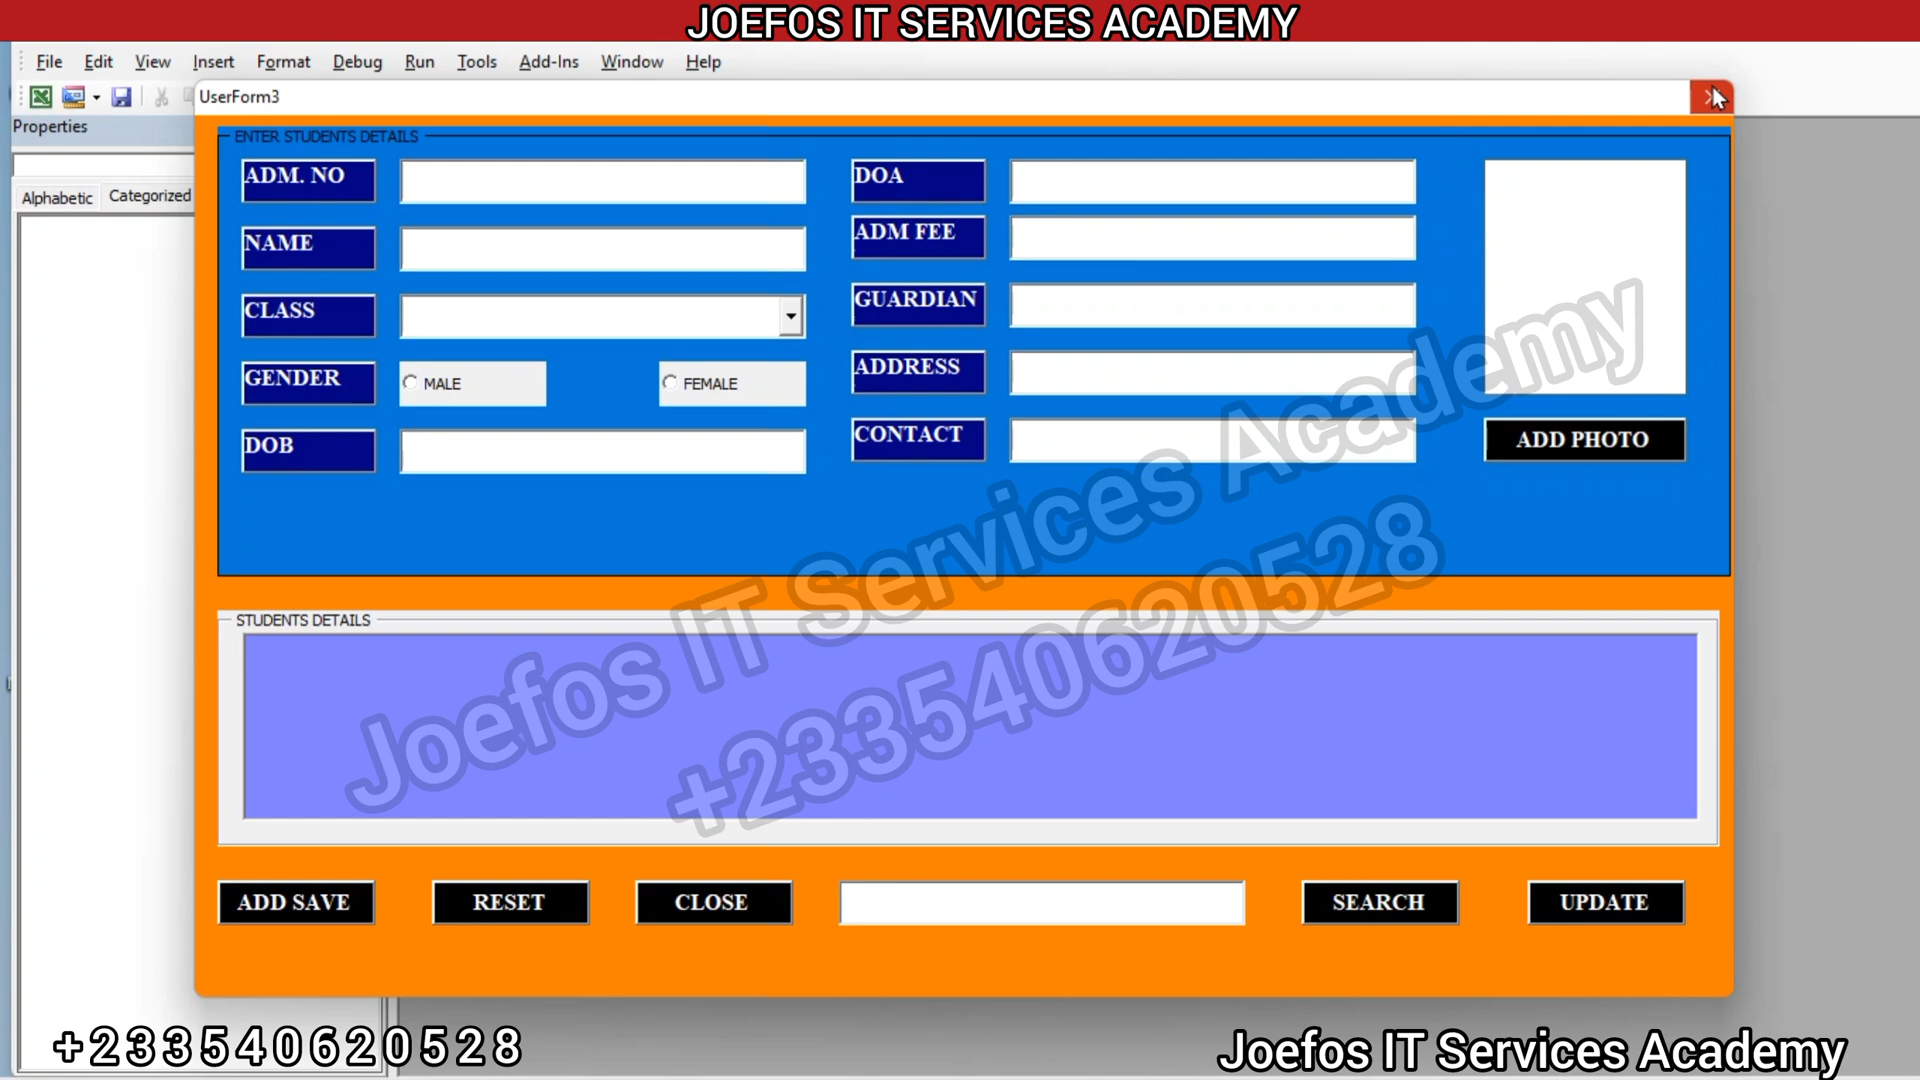 JOEFOS IT SERVICES ACADEMY
File Edit View Insert Format Debug Run Tools Add-Ins Window Help
UserForm3
Properties
Alphabetic Categorized
ENTER STUDENTS DETAILS
ADM. NO
NAME
CLASS
GENDER
MALE
FEMALE
DOB
DOA
ADM FEE
GUARDIAN
ADDRESS
CONTACT
ADD PHOTO
STUDENTS DETAILS
Joefos IT Services Academy
+233540620528
ADD SAVE
RESET
CLOSE
SEARCH
UPDATE
+233540620528
Joefos IT Services Academy